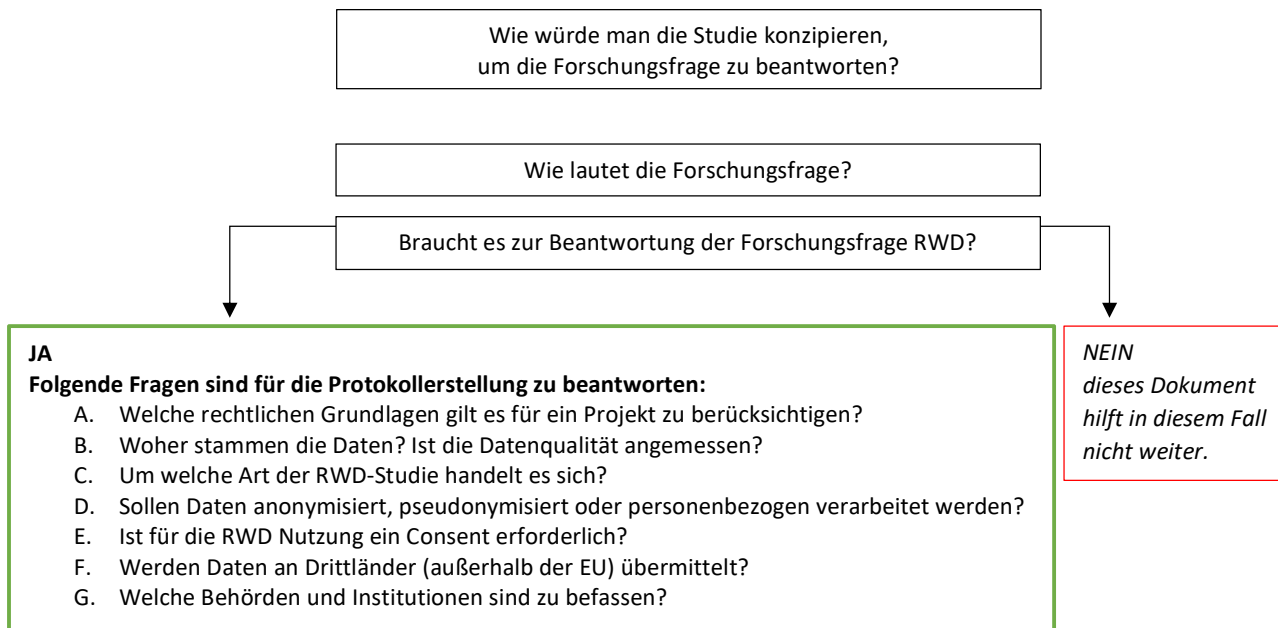 Wie würde man die Studie konzipieren,
um die Forschungsfrage zu beantworten?
Wie lautet die Forschungsfrage?
Braucht es zur Beantwortung der Forschungsfrage RWD?
JA
Folgende Fragen sind für die Protokollerstellung zu beantworten:
A. Welche rechtlichen Grundlagen gilt es für ein Projekt zu berücksichtigen?
B. Woher stammen die Daten? Ist die Datenqualität angemessen?
C. Um welche Art der RWD-Studie handelt es sich?
D. Sollen Daten anonymisiert, pseudonymisiert oder personenbezogen verarbeitet werden?
E. Ist für die RWD Nutzung ein Consent erforderlich?
F. Werden Daten an Drittländer (außerhalb der EU) übermittelt?
G. Welche Behörden und Institutionen sind zu befassen?
NEIN
dieses Dokument
hilft in diesem Fall
nicht weiter.